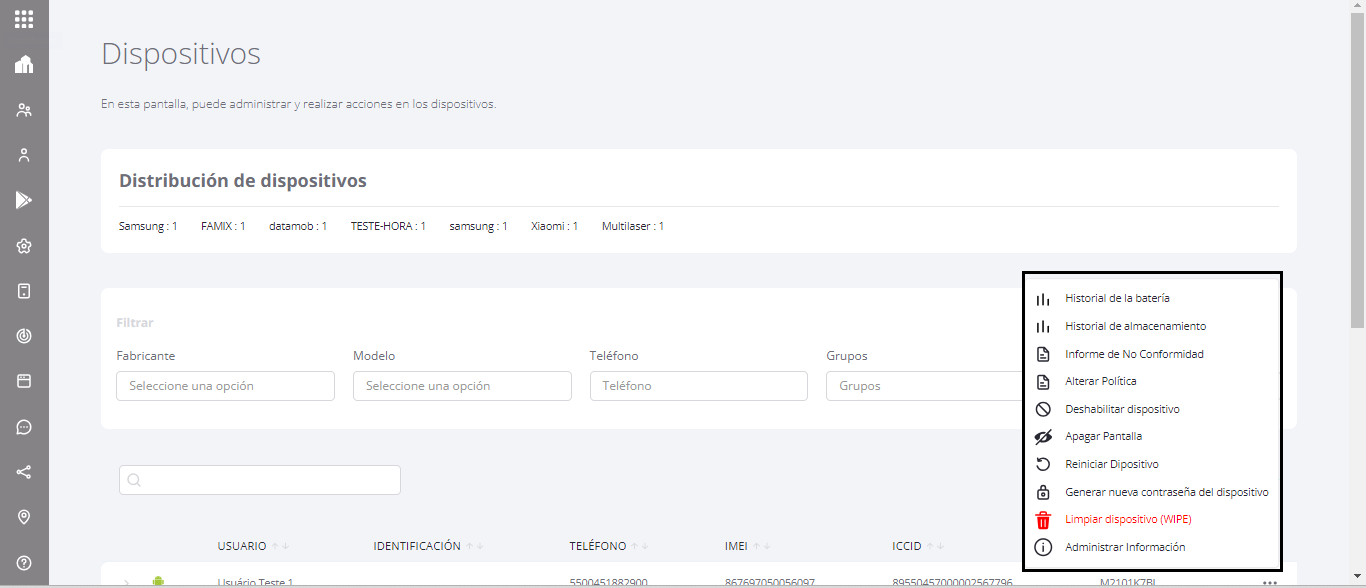 Dispositivos
En esta pantalla, puede administrar y realizar acciones en los dispositivos.
Distribución de dispositivos
Samsung : 1 FAMIX : 1 datamob : 1 TESTE-HORA : 1 samsung : 1 Xiaomi : 1 Multilaser : 1
Filtrar
Fabricante Modelo Teléfono Grupos
Seleccione una opción Seleccione una opción Teléfono Grupos
Historial de la batería
Historial de almacenamiento
Informe de No Conformidad
Alterar Política
Deshabilitar dispositivo
Apagar Pantalla
Reiniciar Dipositivo
Generar nueva contraseña del dispositivo
Limpiar dispositivo (WIPE)
Administrar Información
USUARIO IDENTIFICACIÓN TELÉFONO IMEI ICCID
Usuário Teste 1 5500451882900 867697050056097 89550457000002567796 M2101K7BL